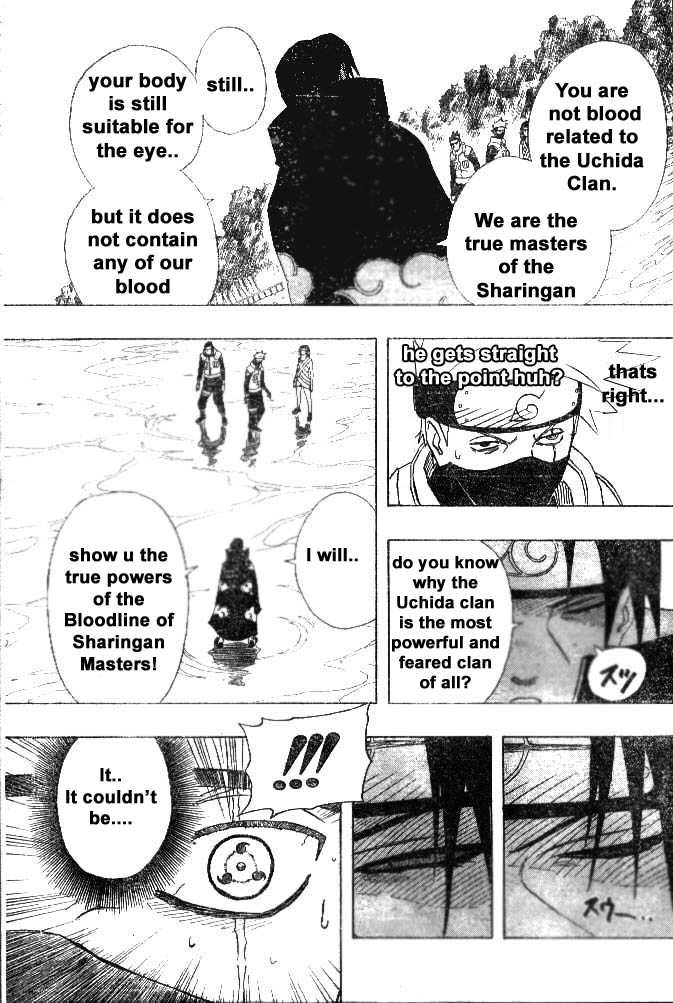 You are
not blood
related to
the Uchida
Clan.
We are the
true masters
of the
Sharingan
still..
your body
is still
suitable for
the eye..
but it does
not contain
any of our
blood
he gets straight
to the point huh?
thats
right...
I will..
show u the
true powers
of the
Bloodline of
Sharingan
Masters!
do you know
why the
Uchida clan
is the most
powerful and
feared clan
of all?
ズッ
スウー...
!!!
It..
It couldn't
be....